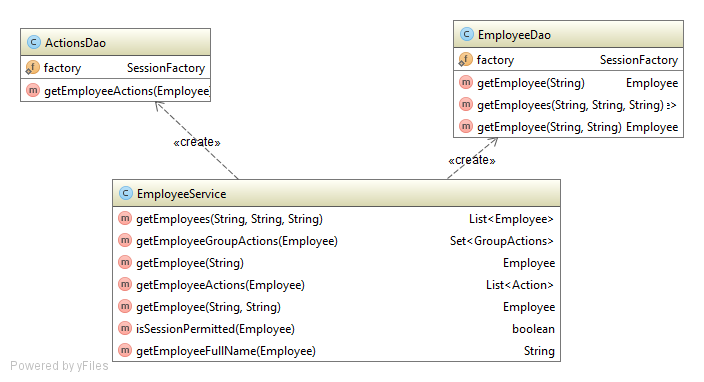 ActionsDao
factory SessionFactory
getEmployeeActions(Employee
EmployeeDao
factory SessionFactory
getEmployee(String) Employee
getEmployees(String, String, String) >
getEmployee(String, String) Employee
«create»
«create»
EmployeeService
getEmployees(String, String, String) List<Employee>
getEmployeeGroupActions(Employee) Set<GroupActions>
getEmployee(String) Employee
getEmployeeActions(Employee) List<Action>
getEmployee(String, String) Employee
isSessionPermitted(Employee) boolean
getEmployeeFullName(Employee) String
Powered by yFiles